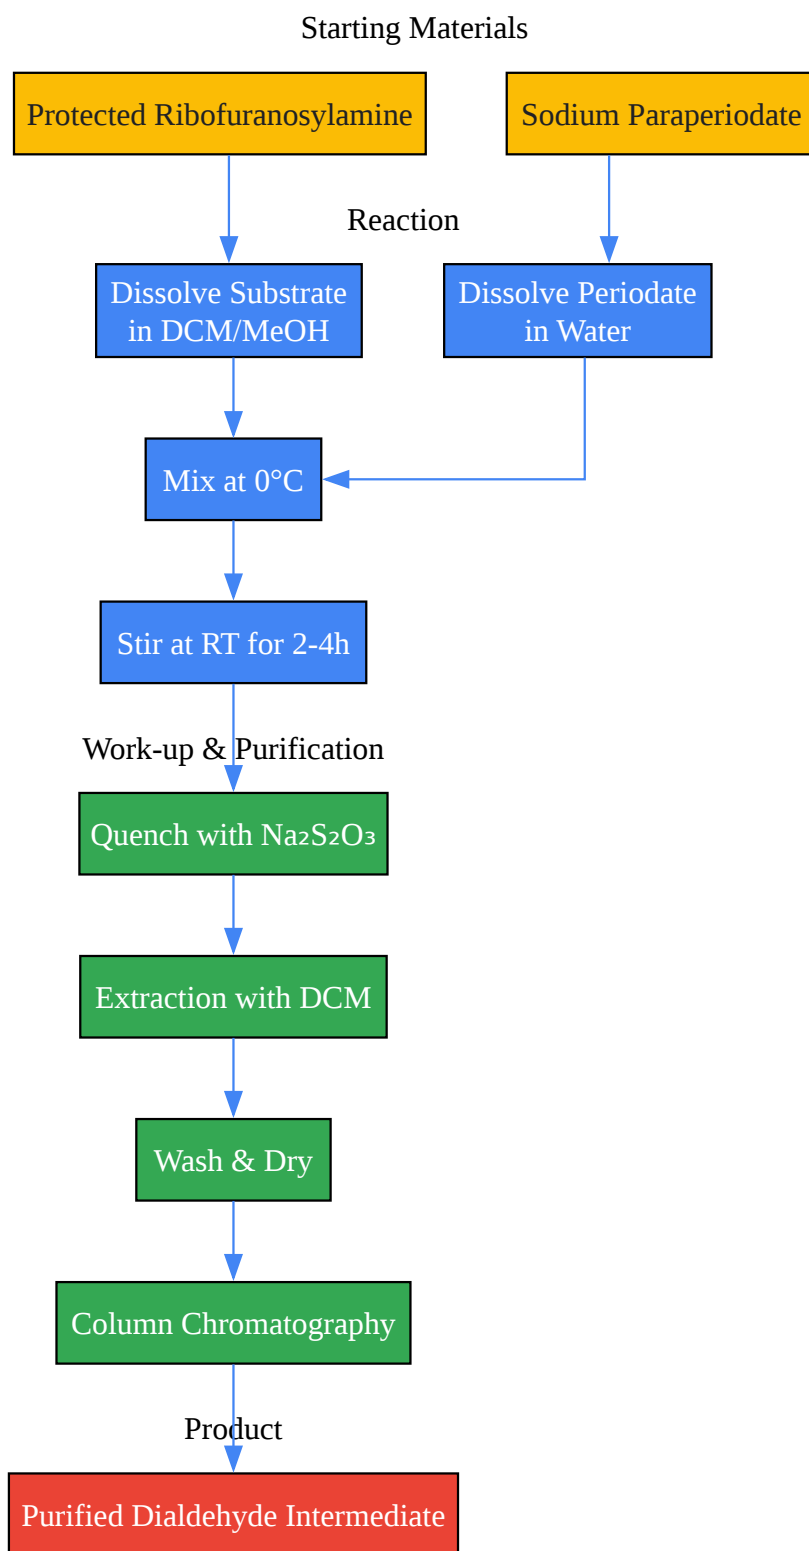 Starting Materials
Protected Ribofuranosylamine
Sodium Paraperiodate
Reaction
Dissolve Substrate
in DCM/MeOH
Dissolve Periodate
in Water
Mix at 0°C
Stir at RT for 2-4h
Work-up & Purification
Quench with Na₂S₂O₃
Extraction with DCM
Wash & Dry
Column Chromatography
Product
Purified Dialdehyde Intermediate